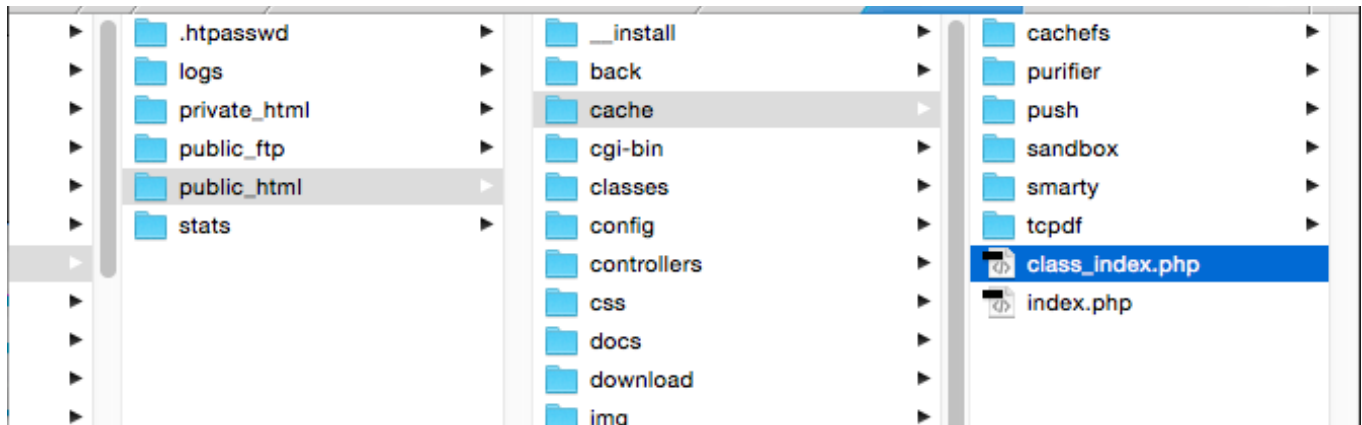 .htpasswd
logs
private_html
public_ftp
public_html
stats
__install
back
cache
cgi-bin
classes
config
controllers
css
docs
download
img
cachefs
purifier
push
sandbox
smarty
tcpdf
class_index.php
index.php